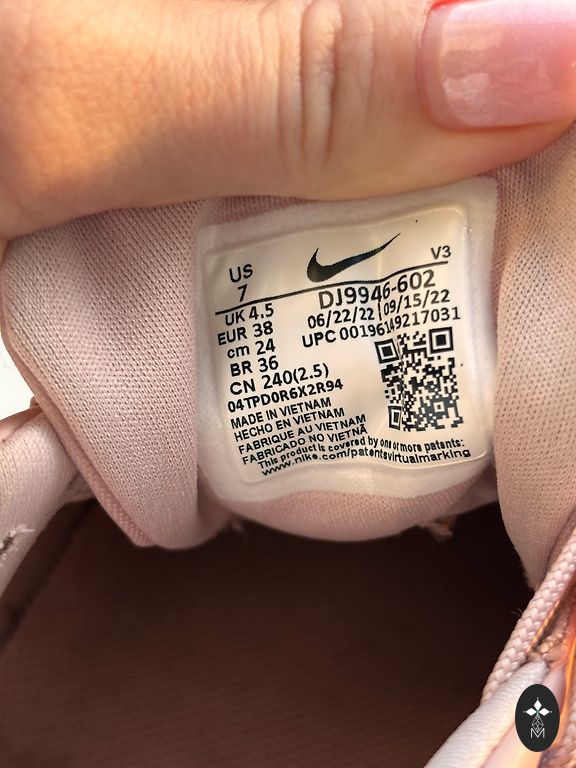 US
7
V3
DJ9946-602
UK 4.5
06/22/22 09/15/22
EUR 38
UPC 00196149217031
cm 24
BR 36
CN 240(2.5)
04TPD0R6X2R94
MADE IN VIETNAM
HECHO EN VIETNAM
FABRIQUE AU VIETNAM
FABRICADO NO VIETNÃ
This product is covered by one or more patents:
www.nike.com/patentsvirtualmarking
M